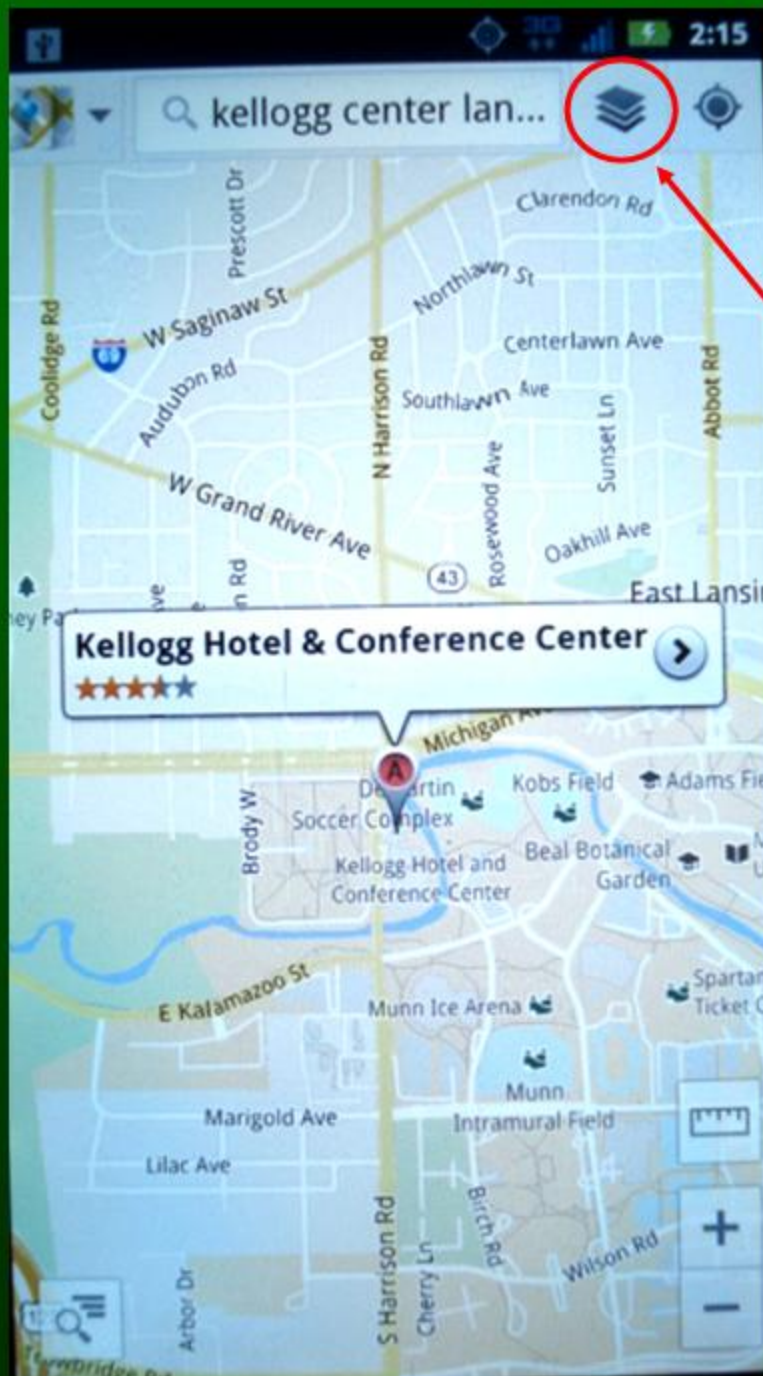 2:15
kellogg center lan...
Clarendon Rd
Prescott Dr
Northlawn St
W Saginaw St
Coolidge Rd
69
Centerlawn Ave
Abbot Rd
N Harrison Rd
Audubon Rd
Southlawn Ave
Sunset Ln
Rosewood Ave
W Grand River Ave
Oakhill Ave
43
East Lansi
Kellogg Hotel & Conference Center
Michigan Av
A
Kobs Field
Adams Fie
Soccer Complex
Brody W.
Beal Botanical
Garden
Kellogg Hotel and
Conference Center
E Kalamazoo St
Munn Ice Arena
Spartan
Ticket
Munn
Intramural Field
Marigold Ave
Lilac Ave
Birch Rd
S Harrison Rd
Cherry Ln
Wilson Rd
Arbor Dr